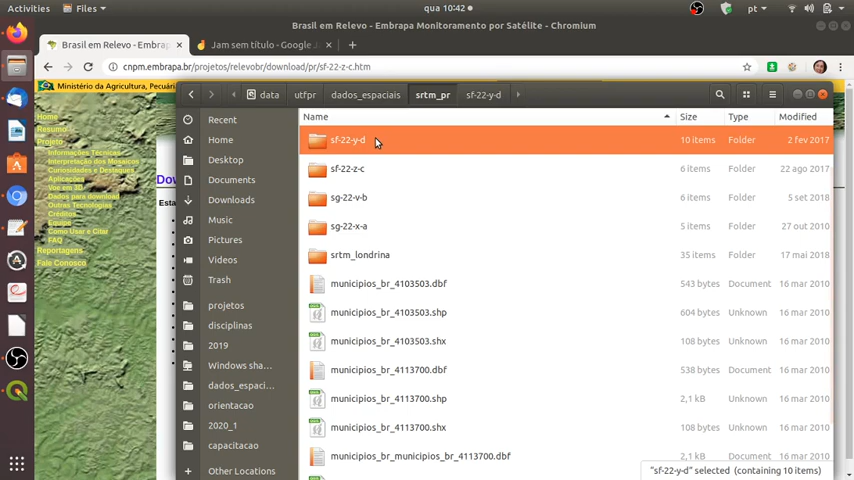 Activities Files qua 10:42 pt
Brasil em Relevo - Embrapa Monitoramento por Satélite - Chromium
Brasil em Relevo - Embrap Jam sem título - Google J
cnpm.embrapa.br/projetos/relevobr/download/pr/sf-22-z-c.htm
Ministério da Agricultura, Pecuári
data utfpr dados_espaciais srtm_pr sf-22-y-d
Name Size Type Modified
Home
Resumo
Projeto
Informações Técnicas
Interpretação dos Mosaicos
Curiosidades e Destaques
Aplicações
Voe em 3D
Dados para download
Outras Tecnologias
Créditos
Equipe
Como Usar e Citar
FAQ
Reportagens
Fale Conosco
Dow
Esta
Recent
Home
Desktop
Documents
Downloads
Music
Pictures
Videos
Trash
projetos
disciplinas
2019
Windows sha...
dados_espaci...
orientacao
2020_1
capacitacao
Other Locations
sf-22-y-d 10 items Folder 2 fev 2017
sf-22-z-c 6 items Folder 22 ago 2017
sg-22-v-b 6 items Folder 5 set 2018
sg-22-x-a 5 items Folder 27 out 2010
srtm_londrina 35 items Folder 17 mai 2018
municipios_br_4103503.dbf 543 bytes Document 16 mar 2010
municipios_br_4103503.shp 604 bytes Unknown 16 mar 2010
municipios_br_4103503.shx 108 bytes Unknown 16 mar 2010
municipios_br_4113700.dbf 538 bytes Document 16 mar 2010
municipios_br_4113700.shp 2,1 kB Unknown 16 mar 2010
municipios_br_4113700.shx 108 bytes Unknown 16 mar 2010
municipios_br_municipios_br_4113700.dbf
"sf-22-y-d" selected (containing 10 items)